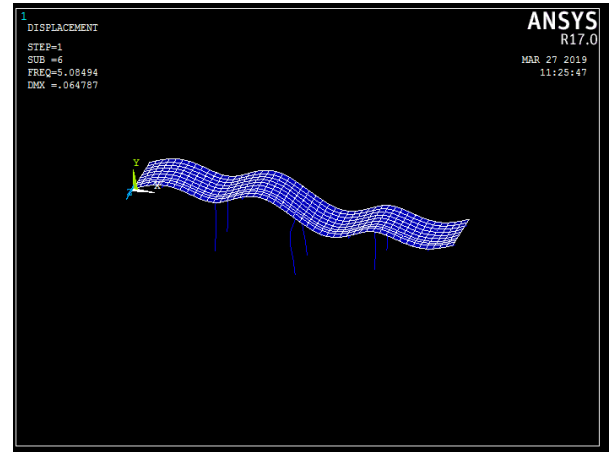 1
DISPLACEMENT
STEP=1
SUB =6
FREQ=5.08494
DMX =.064787
ANSYS
R17.0
MAR 27 2019
11:25:47
Y
X